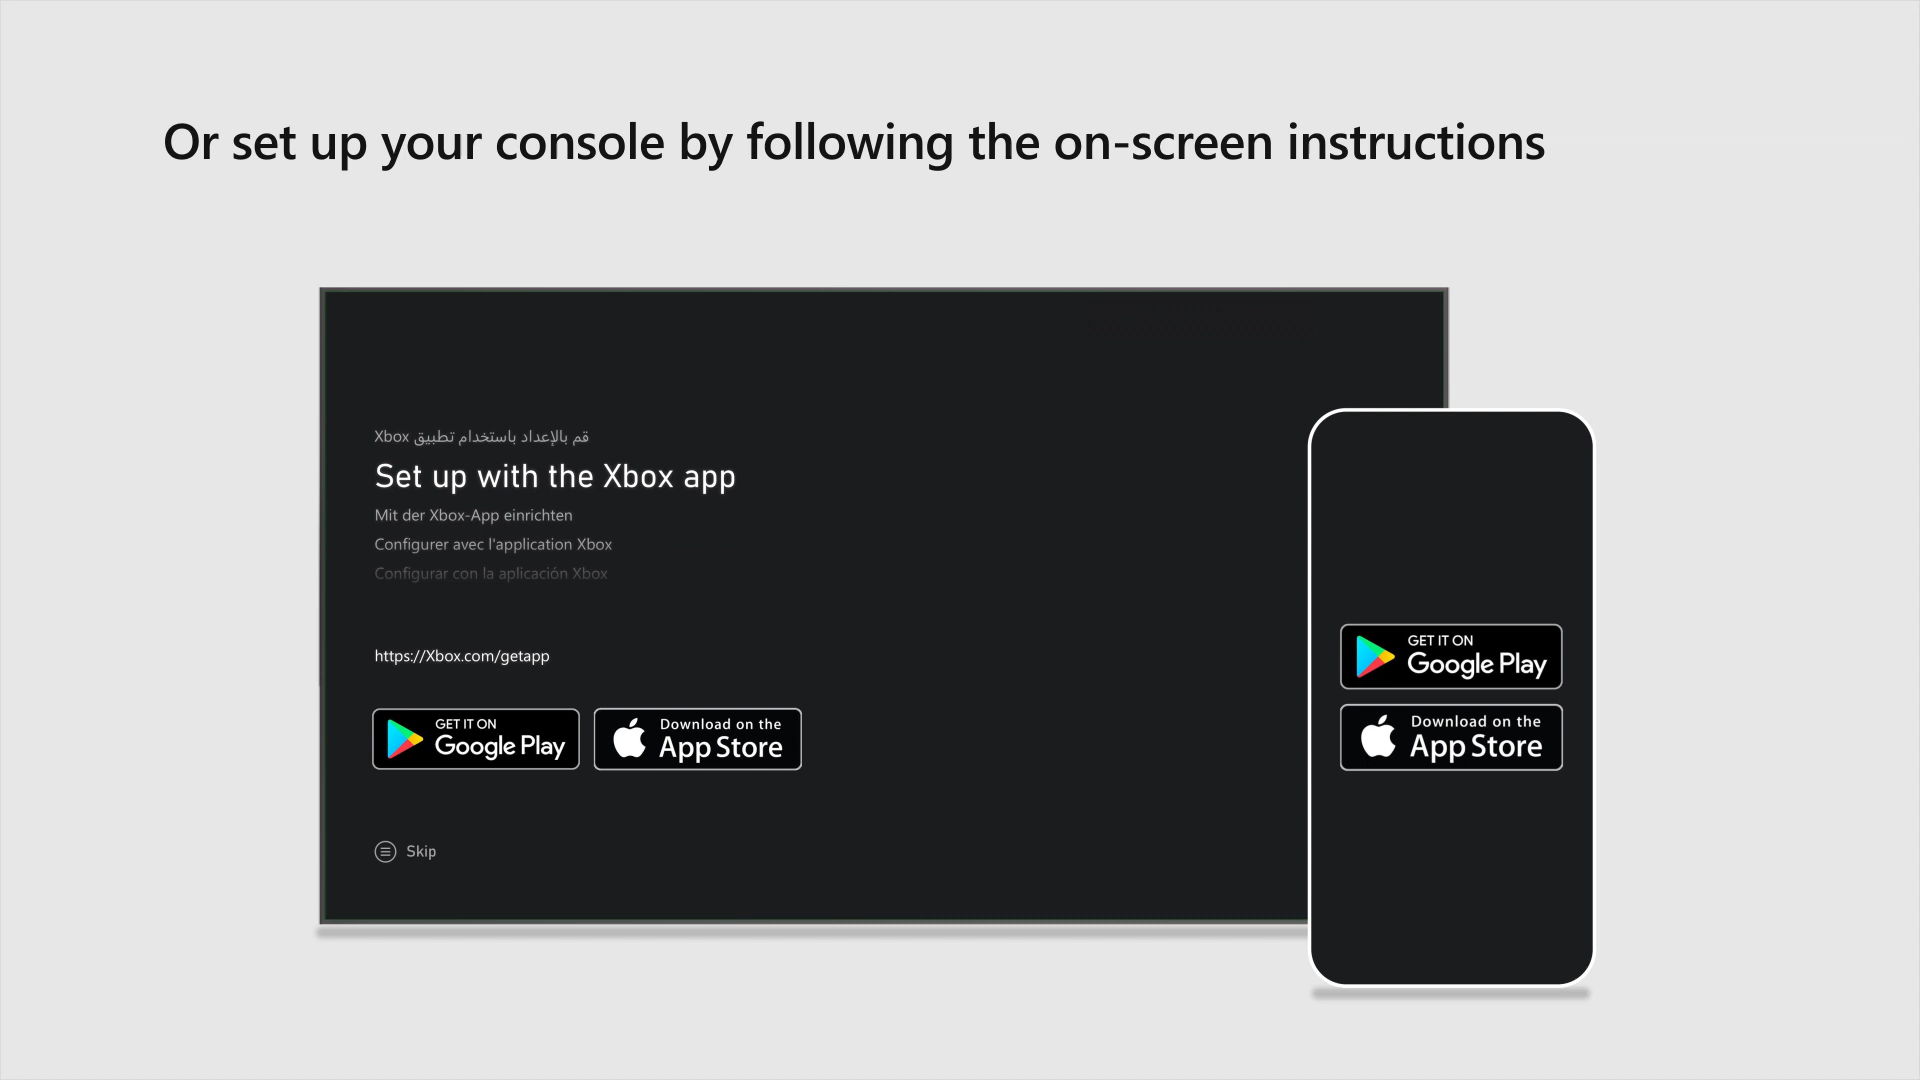 Or set up your console by following the on-screen instructions
قم بالإعداد باستخدام تطبيق Xbox
Set up with the Xbox app
Mit der Xbox-App einrichten
Configurer avec l'application Xbox
Configurar con la aplicación Xbox
https://Xbox.com/getapp
GET IT ON
Google Play
Download on the
App Store
Skip
GET IT ON
Google Play
Download on the
App Store